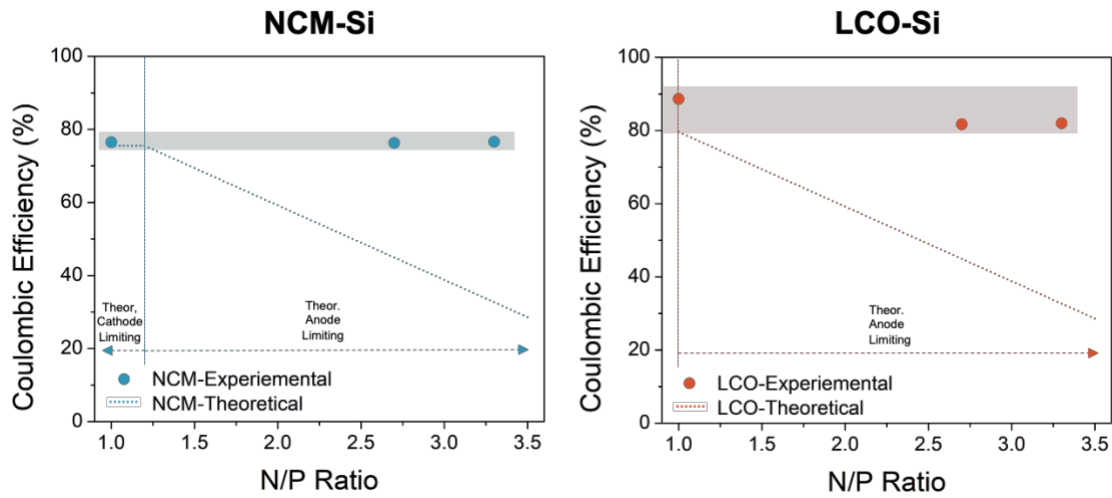 NCM-Si
Coulombic Efficiency (%)
100
80
60
40
20
0
Theor,
Cathode
Limiting
Theor.
Anode
Limiting
NCM-Experiemental
NCM-Theoretical
1.0 1.5 2.0 2.5 3.0 3.5
N/P Ratio
LCO-Si
Coulombic Efficiency (%)
100
80
60
40
20
0
Theor.
Anode
Limiting
LCO-Experiemental
LCO-Theoretical
1.0 1.5 2.0 2.5 3.0 3.5
N/P Ratio